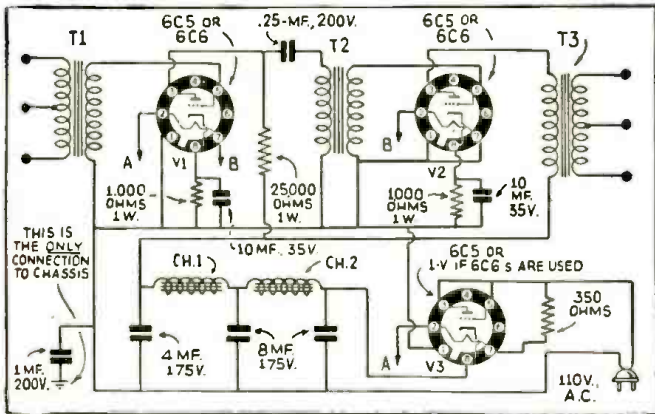 T1
6C5 OR
6C6
.25-MF., 200V.
T2
6C5 OR
6C6
T3
A
V1
B
1,000
OHMS
1 W.
10 MF. 35V.
25,000
OHMS
1 W.
B
V2
1000
OHMS
1W.
10
MF.
35V.
THIS IS
THE ONLY
CONNECTION
TO CHASSIS
1 MF.
200V.
CH.1
CH.2
4 MF.
175V.
8 MF.
175V.
6C5 OR
1-V IF 6C6 s ARE USED
A
V3
350
OHMS
110V.,
A.C.